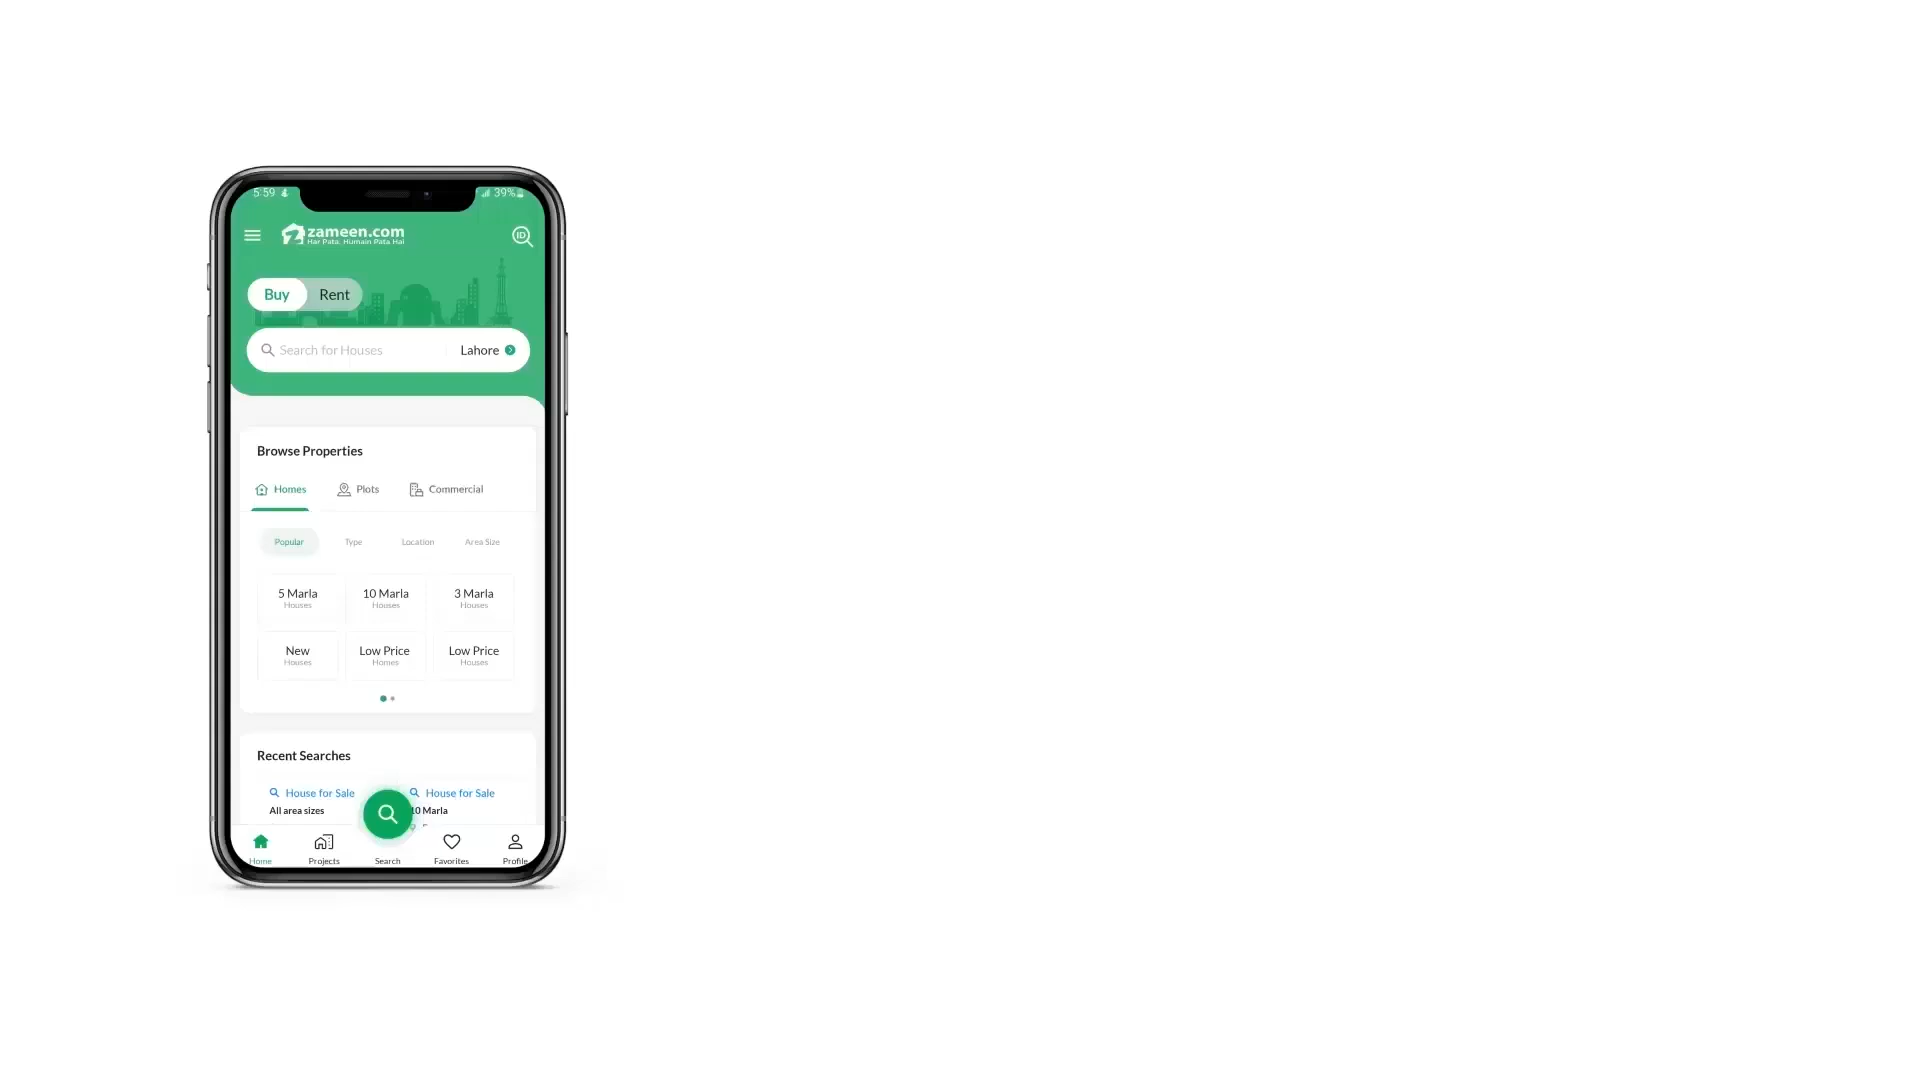 5 59
39%
zameen.com
Har Pata, Humain Pata Hai
ID
Buy Rent
Search for Houses Lahore
Browse Properties
Homes Plots Commercial
Popular Type Location Area Size
5 Marla 10 Marla 3 Marla
Houses Houses Houses
New Low Price Low Price
Houses Homes Houses
Recent Searches
House for Sale House for Sale
All area sizes 10 Marla
Home Projects Search Favorites Profile